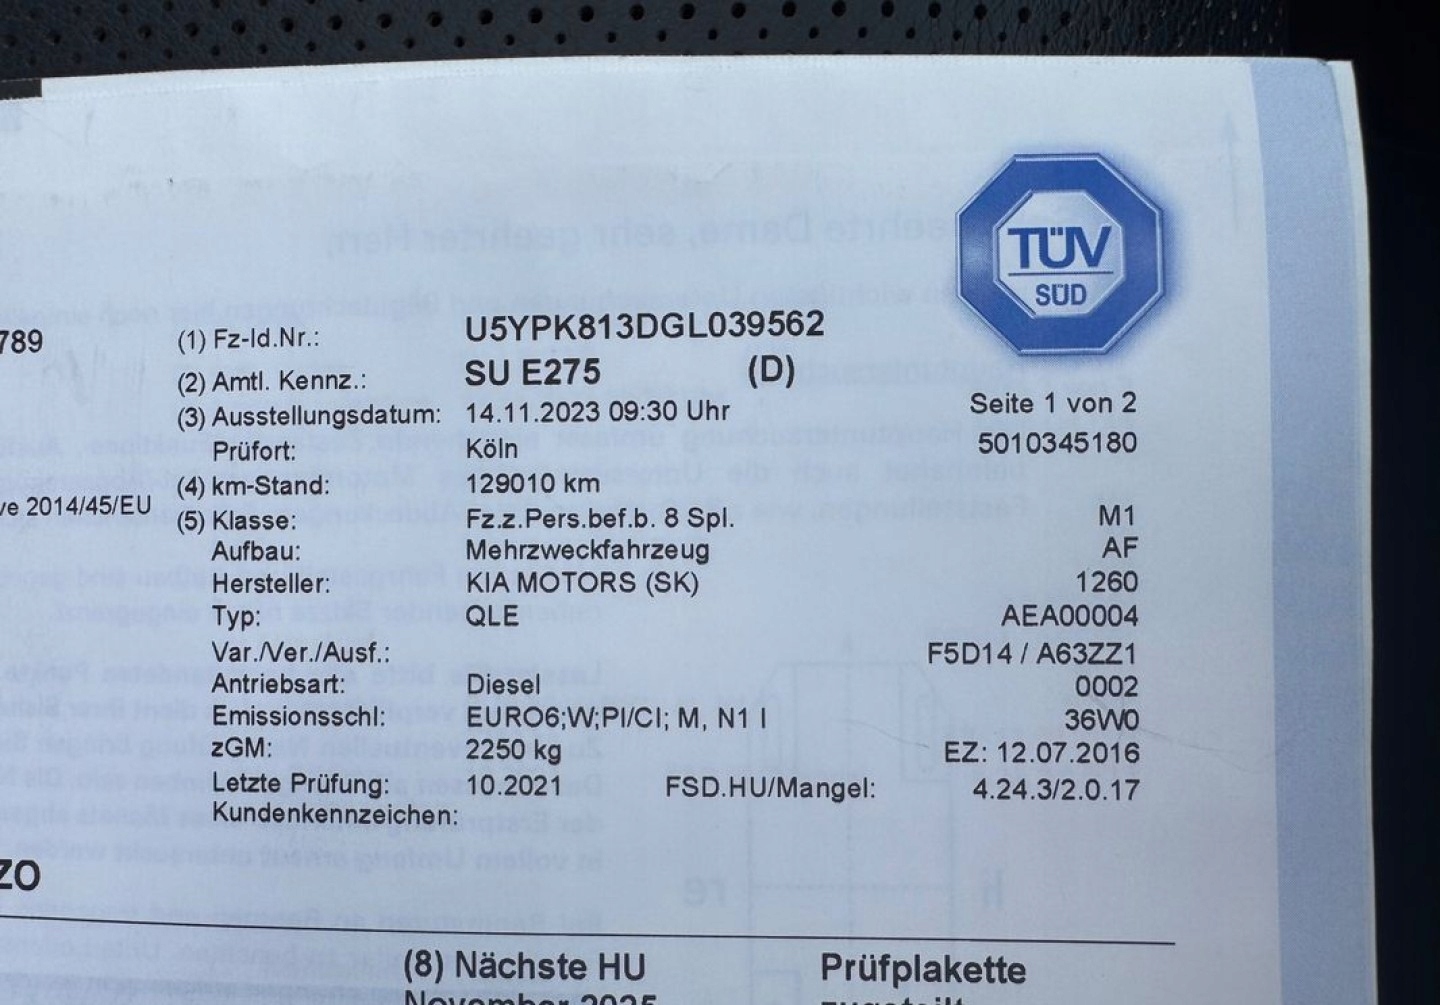 TÜV
SÜD
789 (1) Fz-Id.Nr.: U5YPK813DGL039562
(2) Amtl. Kennz.: SU E275 (D)
(3) Ausstellungsdatum: 14.11.2023 09:30 Uhr Seite 1 von 2
Prüfort: Köln 5010345180
(4) km-Stand: 129010 km
ve 2014/45/EU (5) Klasse: Fz.z.Pers.bef.b. 8 Spl. M1
Aufbau: Mehrzweckfahrzeug AF
Hersteller: KIA MOTORS (SK) 1260
Typ: QLE AEA00004
Var./Ver./Ausf.: F5D14 / A63ZZ1
Antriebsart: Diesel 0002
Emissionsschl: EURO6;W;PI/CI; M, N1 I 36W0
zGM: 2250 kg EZ: 12.07.2016
Letzte Prüfung: 10.2021 FSD.HU/Mangel: 4.24.3/2.0.17
Kundenkennzeichen:
ZO
(8) Nächste HU Prüfplakette
November 2025 zugeteilt